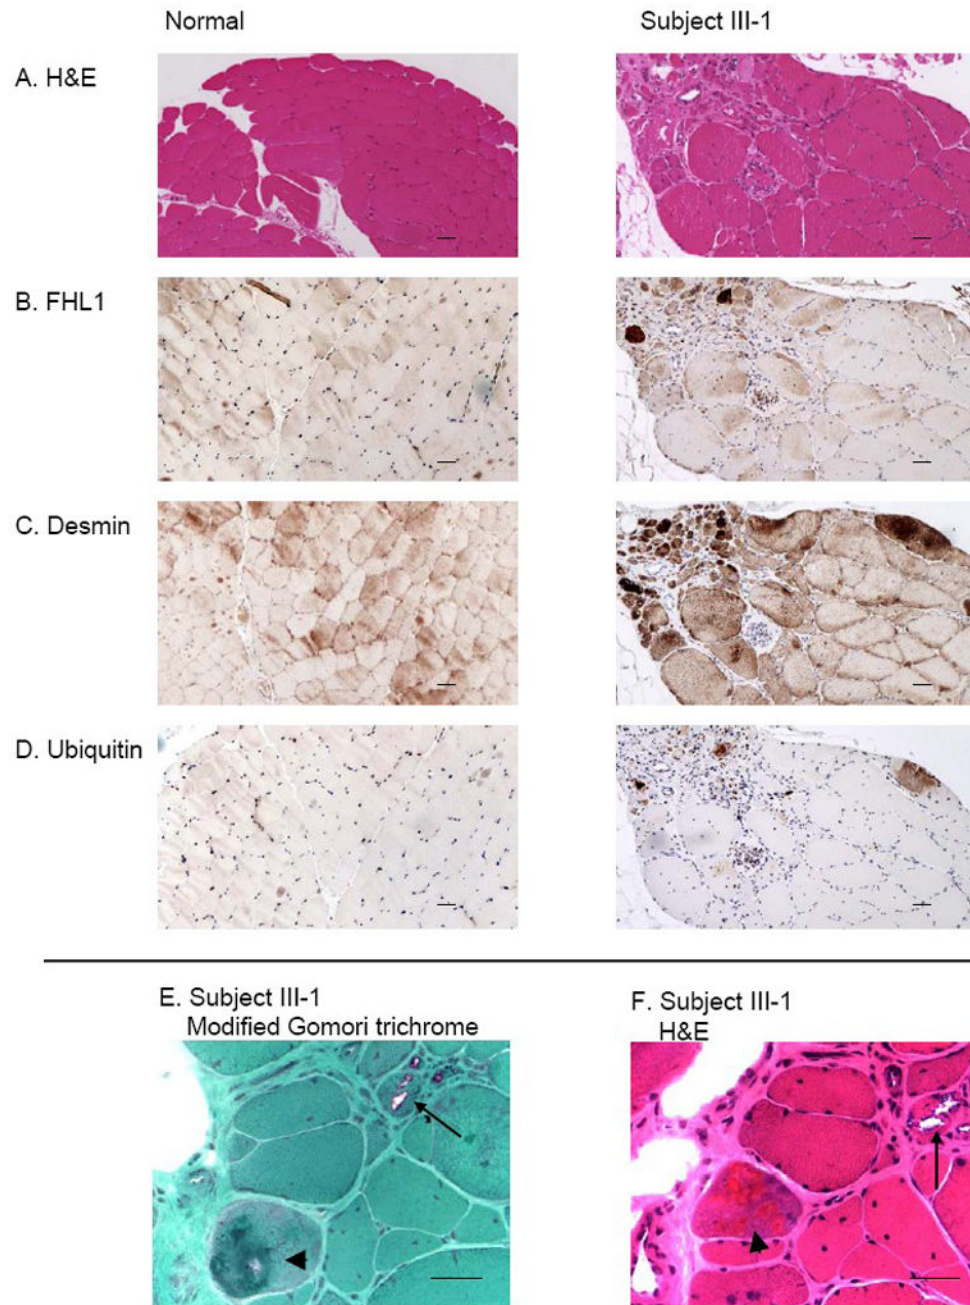 Normal
Subject III-1
A. H&E
B. FHL1
C. Desmin
D. Ubiquitin
E. Subject III-1
Modified Gomori trichrome
F. Subject III-1
H&E